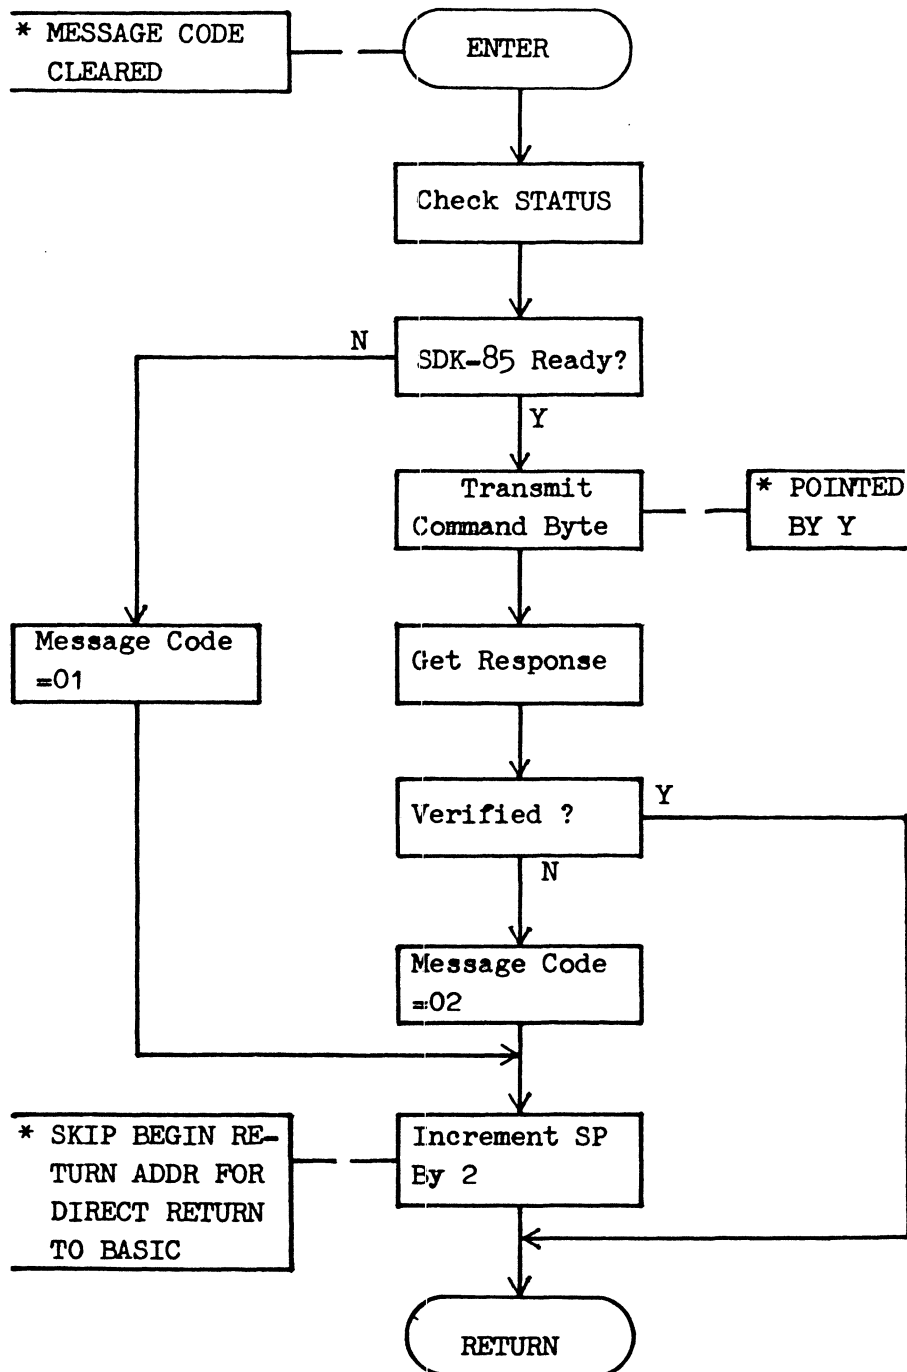 * MESSAGE CODE
CLEARED
ENTER
Check STATUS
N
SDK-85 Ready?
Y
Transmit
Command Byte
* POINTED
BY Y
Message Code
=01
Get Response
Verified ?
Y
N
Message Code
=02
* SKIP BEGIN RE-
TURN ADDR FOR
DIRECT RETURN
TO BASIC
Increment SP
By 2
RETURN